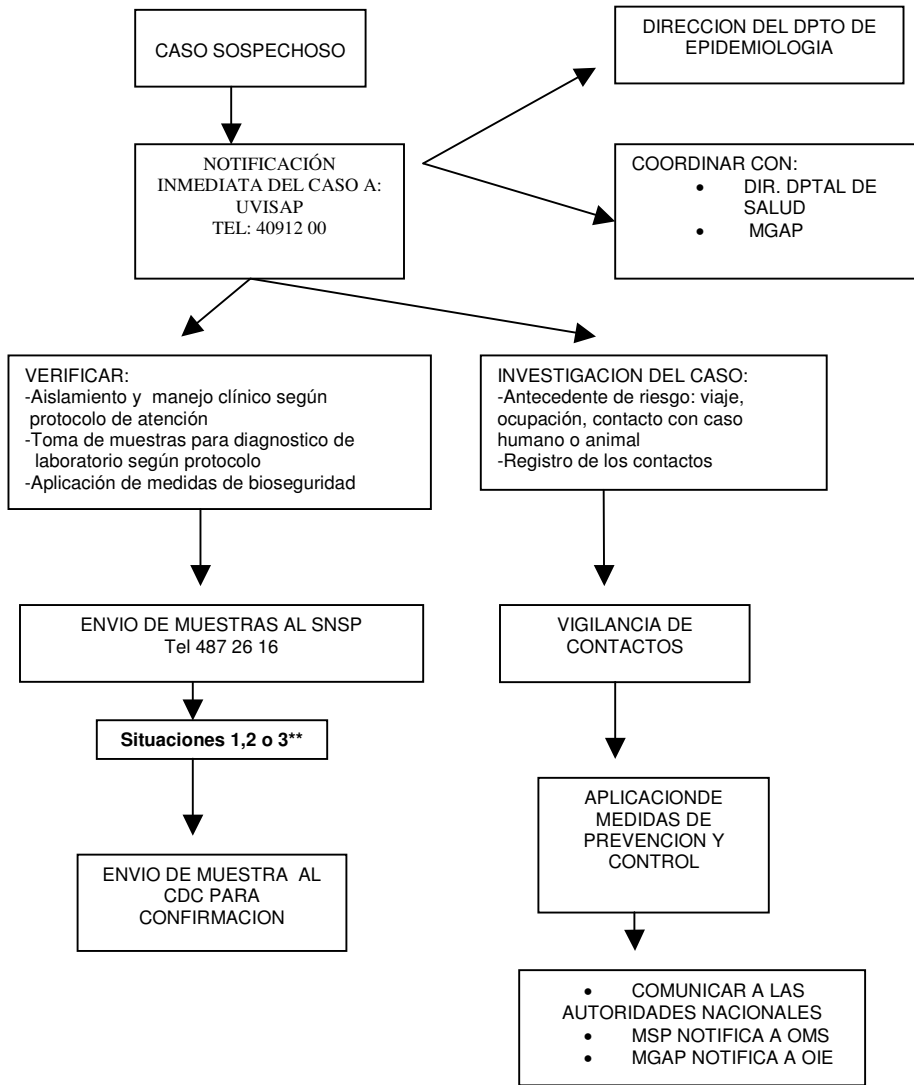 CASO SOSPECHOSO
DIRECCION DEL DPTO DE
EPIDEMIOLOGIA
NOTIFICACIÓN
INMEDIATA DEL CASO A:
UVISAP
TEL: 40912 00
COORDINAR CON:
• DIR. DPTAL DE
SALUD
• MGAP
VERIFICAR:
-Aislamiento y manejo clínico según
protocolo de atención
-Toma de muestras para diagnostico de
laboratorio según protocolo
-Aplicación de medidas de bioseguridad
INVESTIGACION DEL CASO:
-Antecedente de riesgo: viaje,
ocupación, contacto con caso
humano o animal
-Registro de los contactos
ENVIO DE MUESTRAS AL SNSP
Tel 487 26 16
VIGILANCIA DE
CONTACTOS
Situaciones 1,2 o 3**
APLICACIONDE
MEDIDAS DE
PREVENCION Y
CONTROL
ENVIO DE MUESTRA AL
CDC PARA
CONFIRMACION
• COMUNICAR A LAS
AUTORIDADES NACIONALES
• MSP NOTIFICA A OMS
• MGAP NOTIFICA A OIE